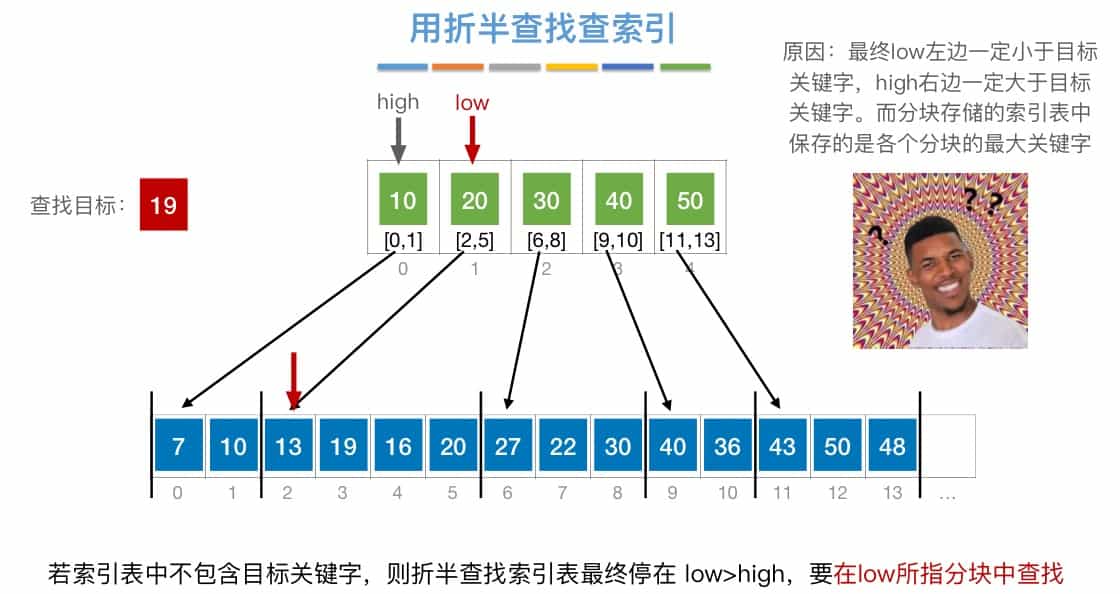 用折半查找查索引
原因：最终low左边一定小于目标
关键字，high右边一定大于目标
关键字。而分块存储的索引表中
保存的是各个分块的最大关键字
high low
查找目标： 19
10 20 30 40 50
[0,1] [2,5] [6,8] [9,10] [11,13]
0 1 2 3 4
? ? ?
7 10 13 19 16 20 27 22 30 40 36 43 50 48
0 1 2 3 4 5 6 7 8 9 10 11 12 13 ...
若索引表中不包含目标关键字，则折半查找索引表最终停在 low>high，要在low所指分块中查找